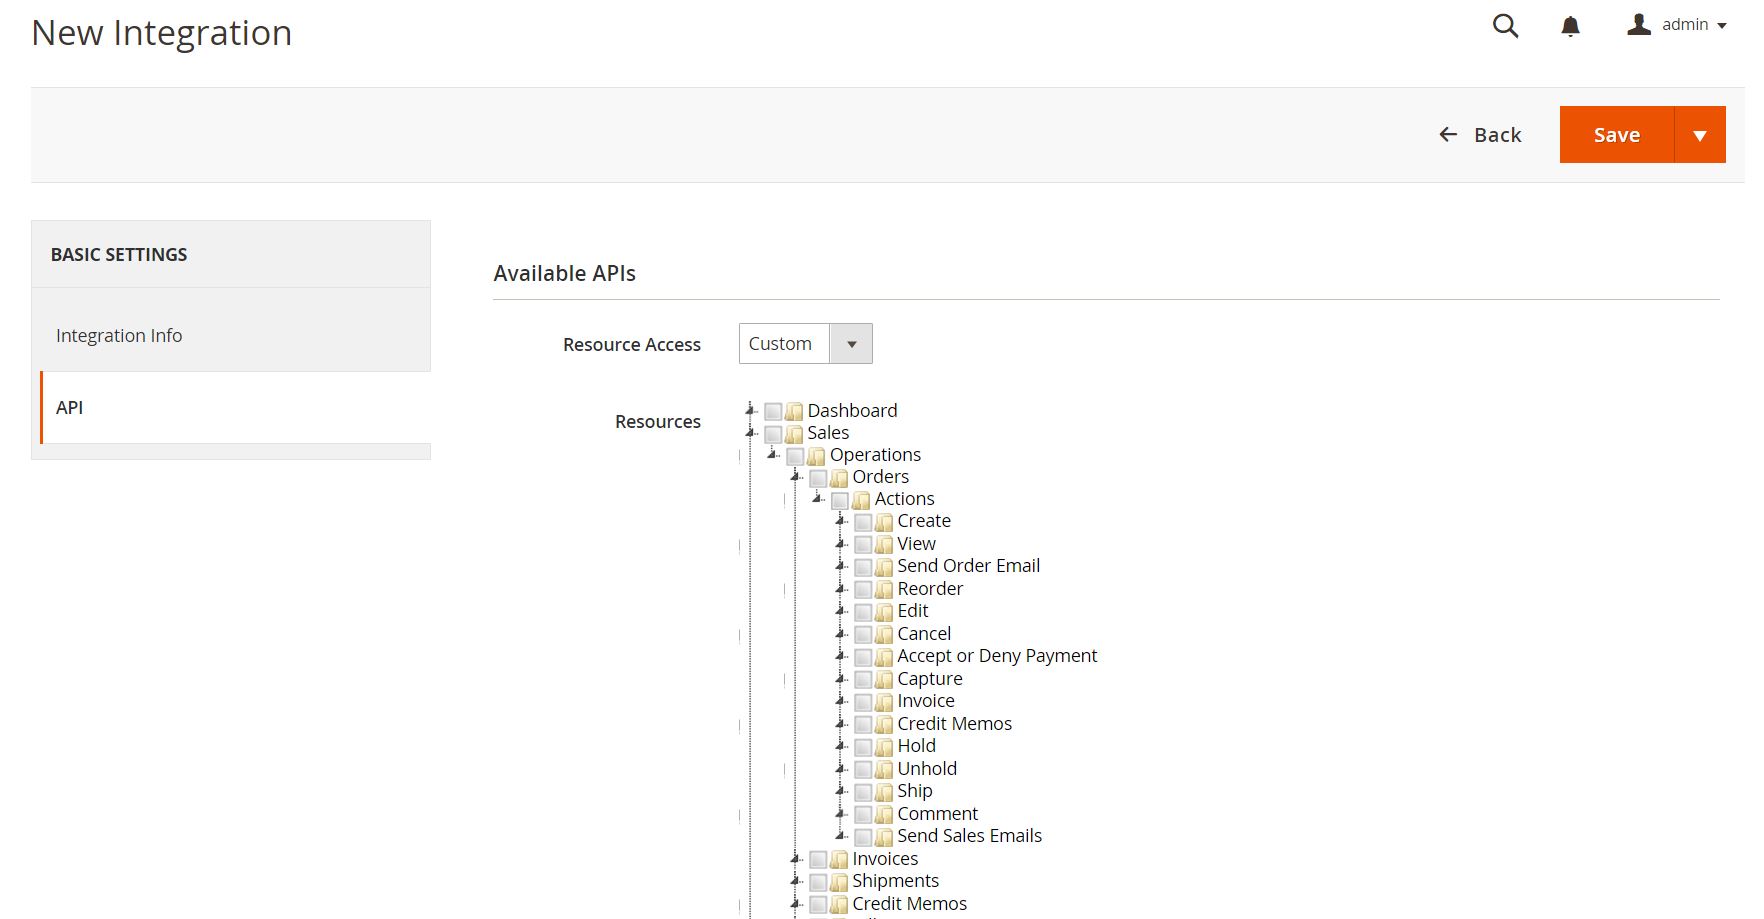 New Integration
admin
Back
Save
BASIC SETTINGS
Integration Info
API
Available APIs
Resource Access
Custom
Resources
Dashboard
Sales
Operations
Orders
Actions
Create
View
Send Order Email
Reorder
Edit
Cancel
Accept or Deny Payment
Capture
Invoice
Credit Memos
Hold
Unhold
Ship
Comment
Send Sales Emails
Invoices
Shipments
Credit Memos